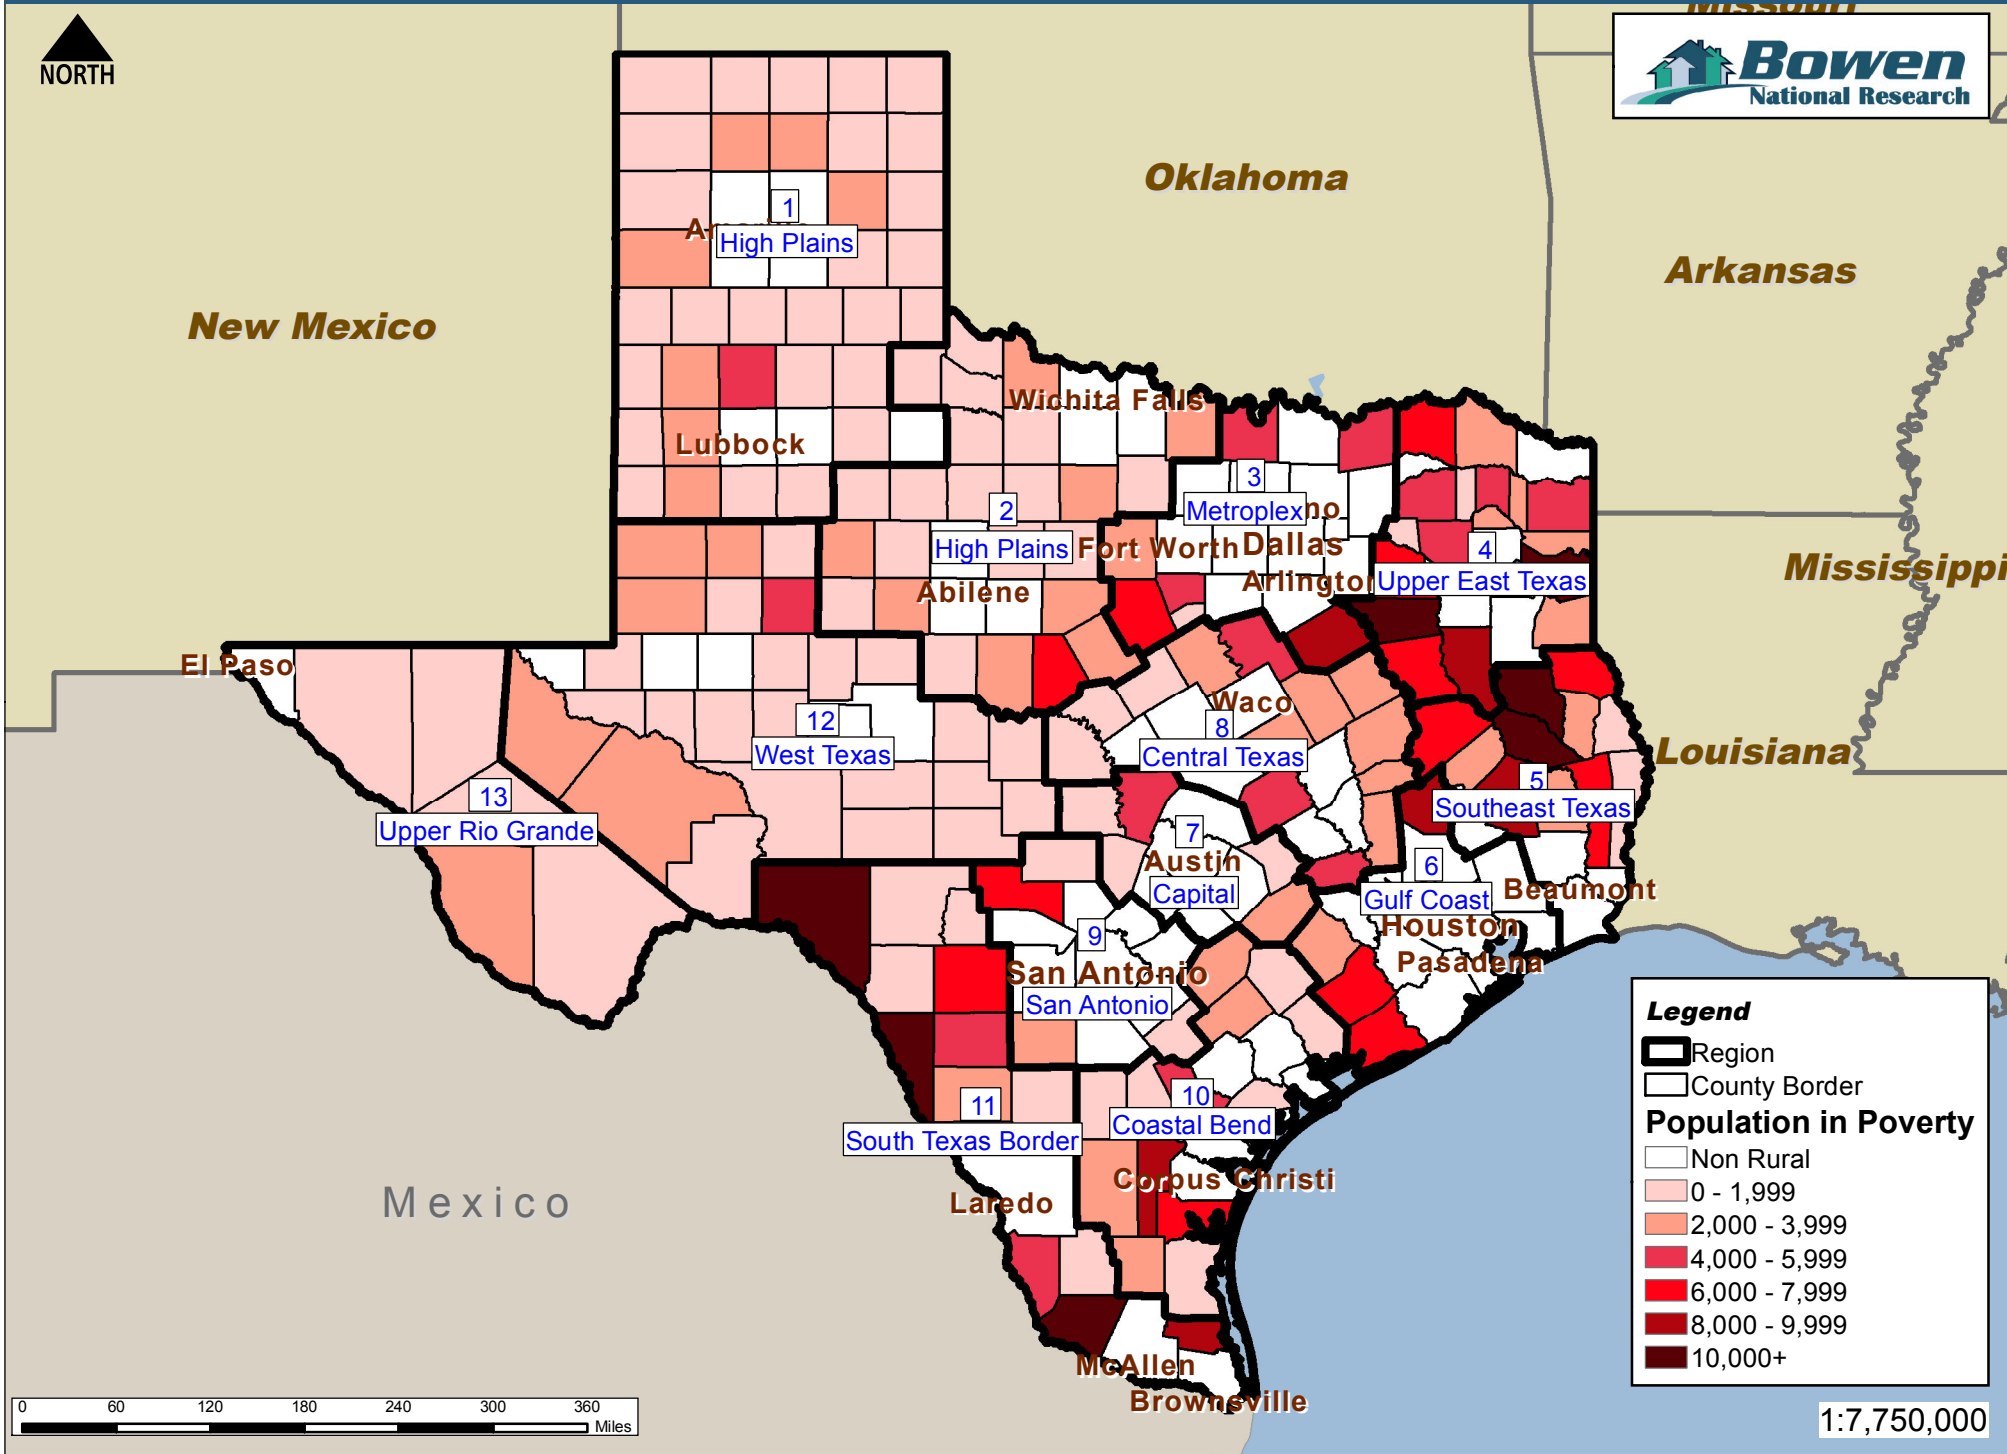 NORTH
Missouri
Bowen
National Research
Oklahoma
Arkansas
New Mexico
Mississippi
Louisiana
Mexico
1
High Plains
Lubbock
Wichita Falls
2
High Plains
Abilene
3
Metroplex
Fort Worth
Dallas
Arlington
4
Upper East Texas
El Paso
12
West Texas
13
Upper Rio Grande
Waco
8
Central Texas
5
Southeast Texas
7
Austin
Capital
6
Gulf Coast
Beaumont
Houston
Pasadena
9
San Antonio
San Antonio
11
South Texas Border
10
Coastal Bend
Corpus Christi
Laredo
McAllen
Brownsville
Legend
Region
County Border
Population in Poverty
Non Rural
0 - 1,999
2,000 - 3,999
4,000 - 5,999
6,000 - 7,999
8,000 - 9,999
10,000+
0 60 120 180 240 300 360
Miles
1:7,750,000